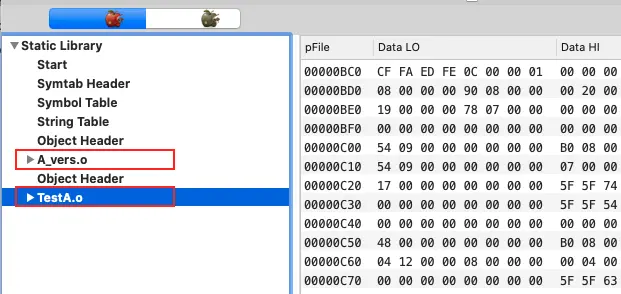 Static Library
Start
Symtab Header
Symbol Table
String Table
Object Header
A_vers.o
Object Header
TestA.o
pFile Data LO Data HI
00000BC0 CF FA ED FE 0C 00 00 01 00 00 00
00000BD0 08 00 00 00 90 08 00 00 00 20 00
00000BE0 19 00 00 00 78 07 00 00 00 00 00
00000BF0 00 00 00 00 00 00 00 00 00 00 00
00000C00 54 09 00 00 00 00 00 00 B0 08 00
00000C10 54 09 00 00 00 00 00 00 07 00 00
00000C20 17 00 00 00 00 00 00 00 5F 5F 74
00000C30 00 00 00 00 00 00 00 00 5F 5F 54
00000C40 00 00 00 00 00 00 00 00 00 00 00
00000C50 48 00 00 00 00 00 00 00 B0 08 00
00000C60 04 12 00 00 00 08 00 00 00 04 00
00000C70 00 00 00 00 00 00 00 00 5F 5F 63